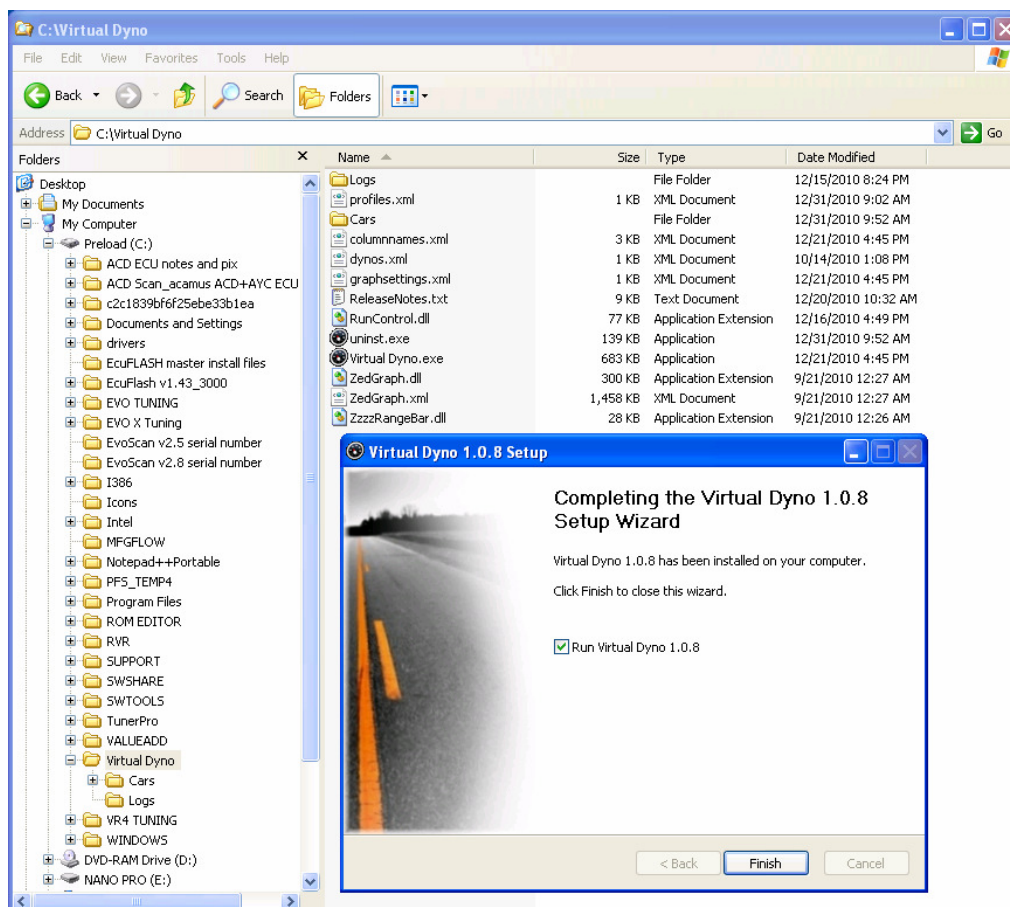 C:\Virtual Dyno
File Edit View Favorites Tools Help
Back Search Folders
Address C:\Virtual Dyno Go
Folders
Desktop
My Documents
My Computer
Preload (C:)
ACD ECU notes and pix
ACD Scan_acamus ACD+AYC ECU
c2c1839bf6f25ebe33b1ea
Documents and Settings
drivers
EcuFLASH master install files
EcuFlash v1.43_3000
EVO TUNING
EVO X Tuning
EvoScan v2.5 serial number
EvoScan v2.8 serial number
I386
Icons
Intel
MFGFLOW
Notepad++Portable
PFS_TEMP4
Program Files
ROM EDITOR
RVR
SUPPORT
SWSHARE
SWTOOLS
TunerPro
VALUEADD
Virtual Dyno
Cars
Logs
VR4 TUNING
WINDOWS
DVD-RAM Drive (D:)
NANO PRO (E:)
Name Size Type Date Modified
Logs File Folder 12/15/2010 8:24 PM
profiles.xml 1 KB XML Document 12/31/2010 9:02 AM
Cars File Folder 12/31/2010 9:52 AM
columnnames.xml 3 KB XML Document 12/21/2010 4:45 PM
dynos.xml 1 KB XML Document 10/14/2010 1:08 PM
graphsettings.xml 1 KB XML Document 12/21/2010 4:45 PM
ReleaseNotes.txt 9 KB Text Document 12/20/2010 10:32 AM
RunControl.dll 77 KB Application Extension 12/16/2010 4:49 PM
uninst.exe 139 KB Application 12/31/2010 9:52 AM
Virtual Dyno.exe 683 KB Application 12/21/2010 4:45 PM
ZedGraph.dll 300 KB Application Extension 9/21/2010 12:27 AM
ZedGraph.xml 1,458 KB XML Document 9/21/2010 12:27 AM
ZzzzRangeBar.dll 28 KB Application Extension 9/21/2010 12:26 AM
Virtual Dyno 1.0.8 Setup
Completing the Virtual Dyno 1.0.8
Setup Wizard
Virtual Dyno 1.0.8 has been installed on your computer.
Click Finish to close this wizard.
Run Virtual Dyno 1.0.8
< Back Finish Cancel